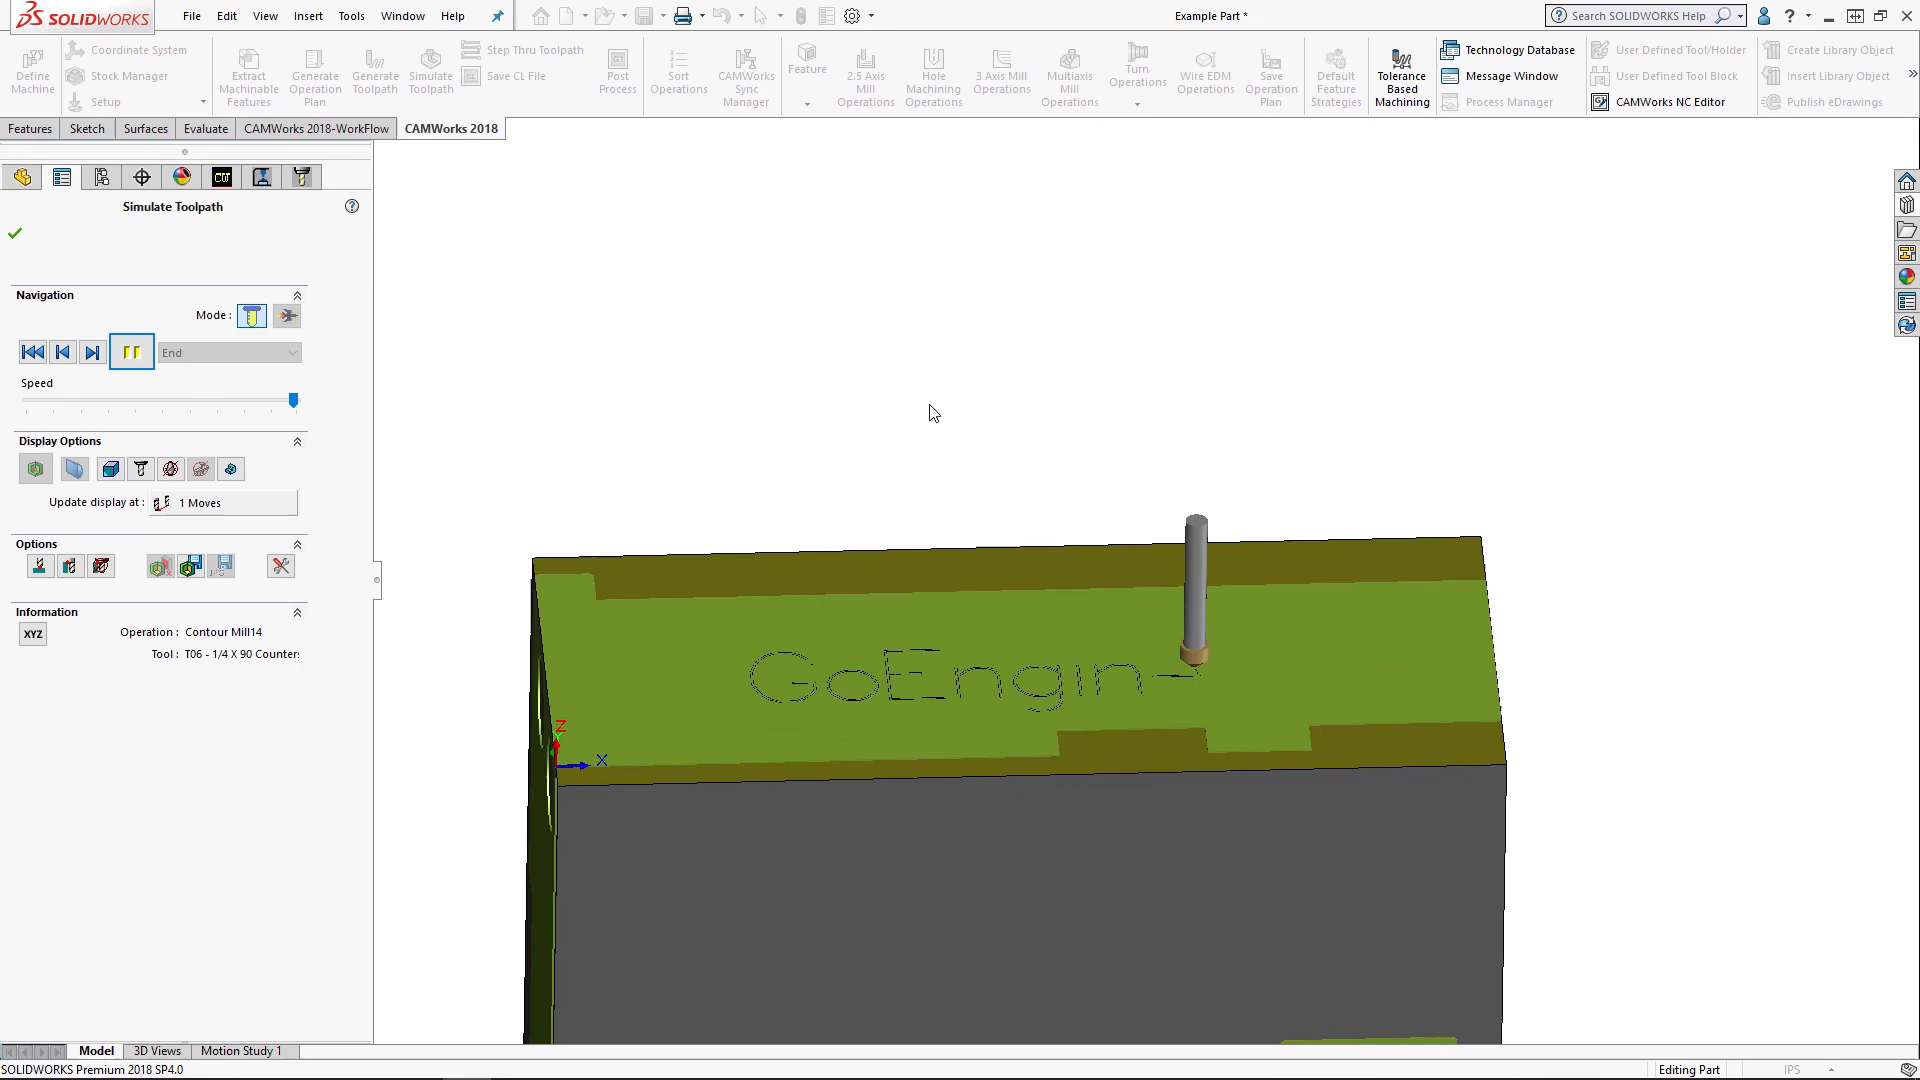 SOLIDWORKS
File Edit View Insert Tools Window Help
Example Part *
Search SOLIDWORKS Help
Define Machine
Coordinate System
Stock Manager
Setup
Extract Machinable Features
Generate Operation Plan
Generate Toolpath
Simulate Toolpath
Step Thru Toolpath
Save CL File
Post Process
Sort Operations
CAMWorks Sync Manager
Feature
2.5 Axis Mill Operations
Hole Machining Operations
3 Axis Mill Operations
Multiaxis Mill Operations
Turn Operations
Wire EDM Operations
Save Operation Plan
Default Feature Strategies
Tolerance Based Machining
Technology Database
Message Window
Process Manager
User Defined Tool/Holder
User Defined Tool Block
CAMWorks NC Editor
Create Library Object
Insert Library Object
Publish eDrawings
Features Sketch Surfaces Evaluate CAMWorks 2018-WorkFlow CAMWorks 2018
CW
Simulate Toolpath
Navigation
Mode :
End
Speed
Display Options
Update display at : 1 Moves
Options
Information
XYZ
Operation : Contour Mill14
Tool : T06 - 1/4 X 90 Counter:
GoEngin
Z
X
Model 3D Views Motion Study 1
SOLIDWORKS Premium 2018 SP4.0
Editing Part
IPS